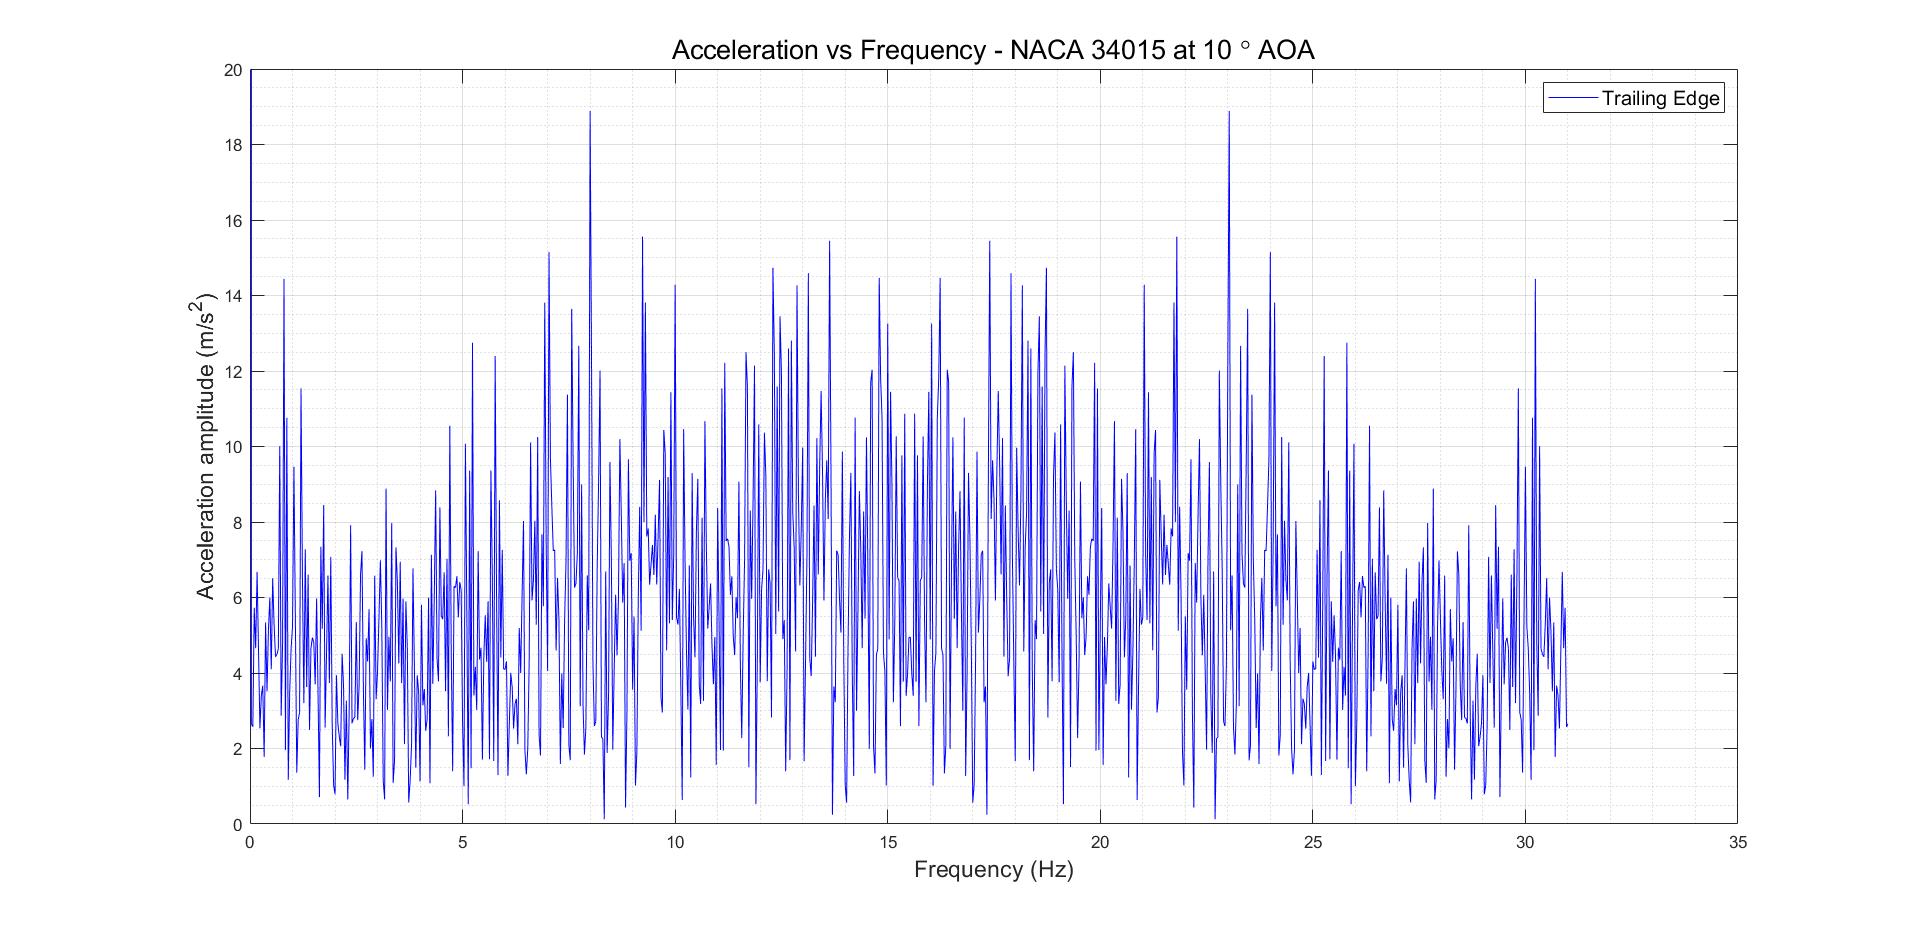 Acceleration vs Frequency - NACA 34015 at 10 ° AOA
Trailing Edge
Acceleration amplitude (m/s²)
20
18
16
14
12
10
8
6
4
2
0
0 5 10 15 20 25 30 35
Frequency (Hz)